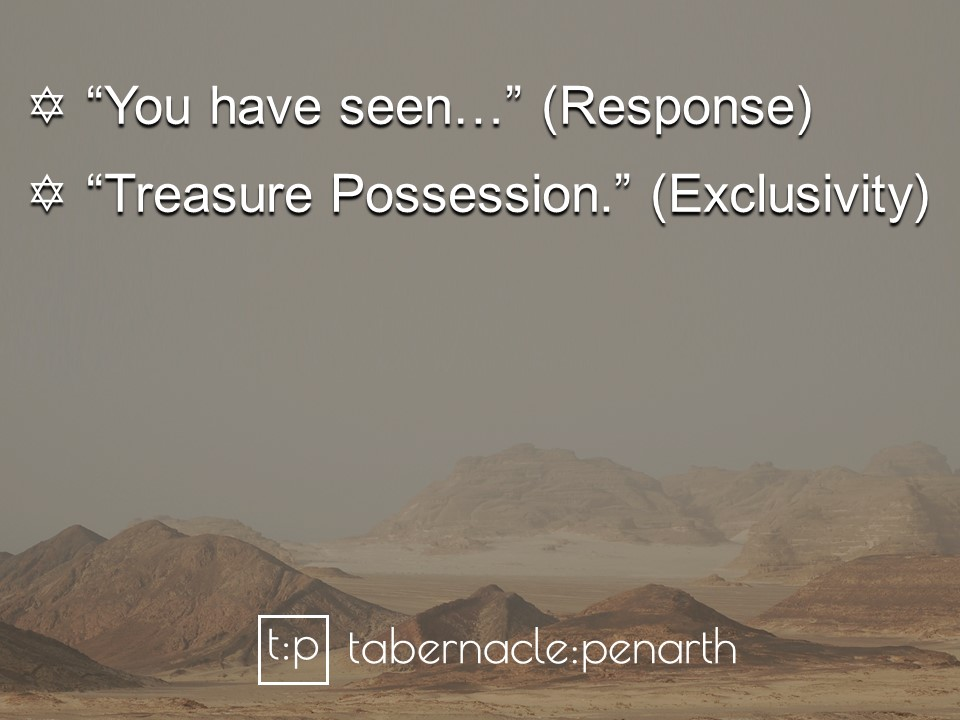 ✡ “You have seen…” (Response)
✡ “Treasure Possession.” (Exclusivity)
t:p tabernacle:penarth